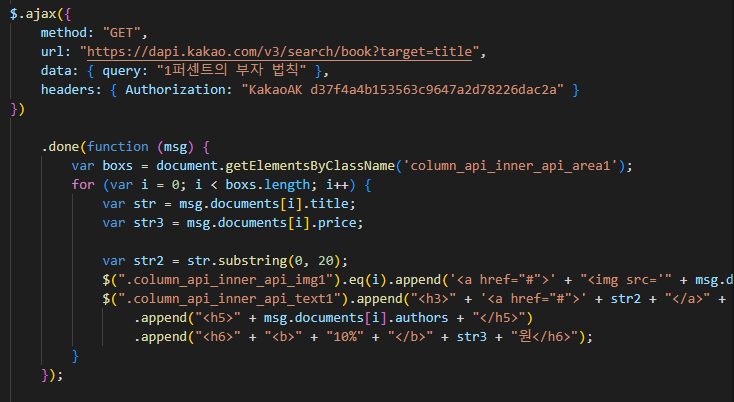 $.ajax({
method: "GET",
url: "https://dapi.kakao.com/v3/search/book?target=title",
data: { query: "1퍼센트의 부자 법칙" },
headers: { Authorization: "KakaoAK d37f4a4b153563c9647a2d78226dac2a" }
})
.done(function (msg) {
var boxs = document.getElementsByClassName('column_api_inner_api_area1');
for (var i = 0; i < boxs.length; i++) {
var str = msg.documents[i].title;
var str3 = msg.documents[i].price;
var str2 = str.substring(0, 20);
$(".column_api_inner_api_img1").eq(i).append('<a href="#">' + "<img src='" + msg.d
$(".column_api_inner_api_text1").append("<h3>" + '<a href="#">' + str2 + "</a>" +
.append("<h5>" + msg.documents[i].authors + "</h5>")
.append("<h6>" + "<b>" + "10%" + "</b>" + str3 + "원</h6>");
}
});